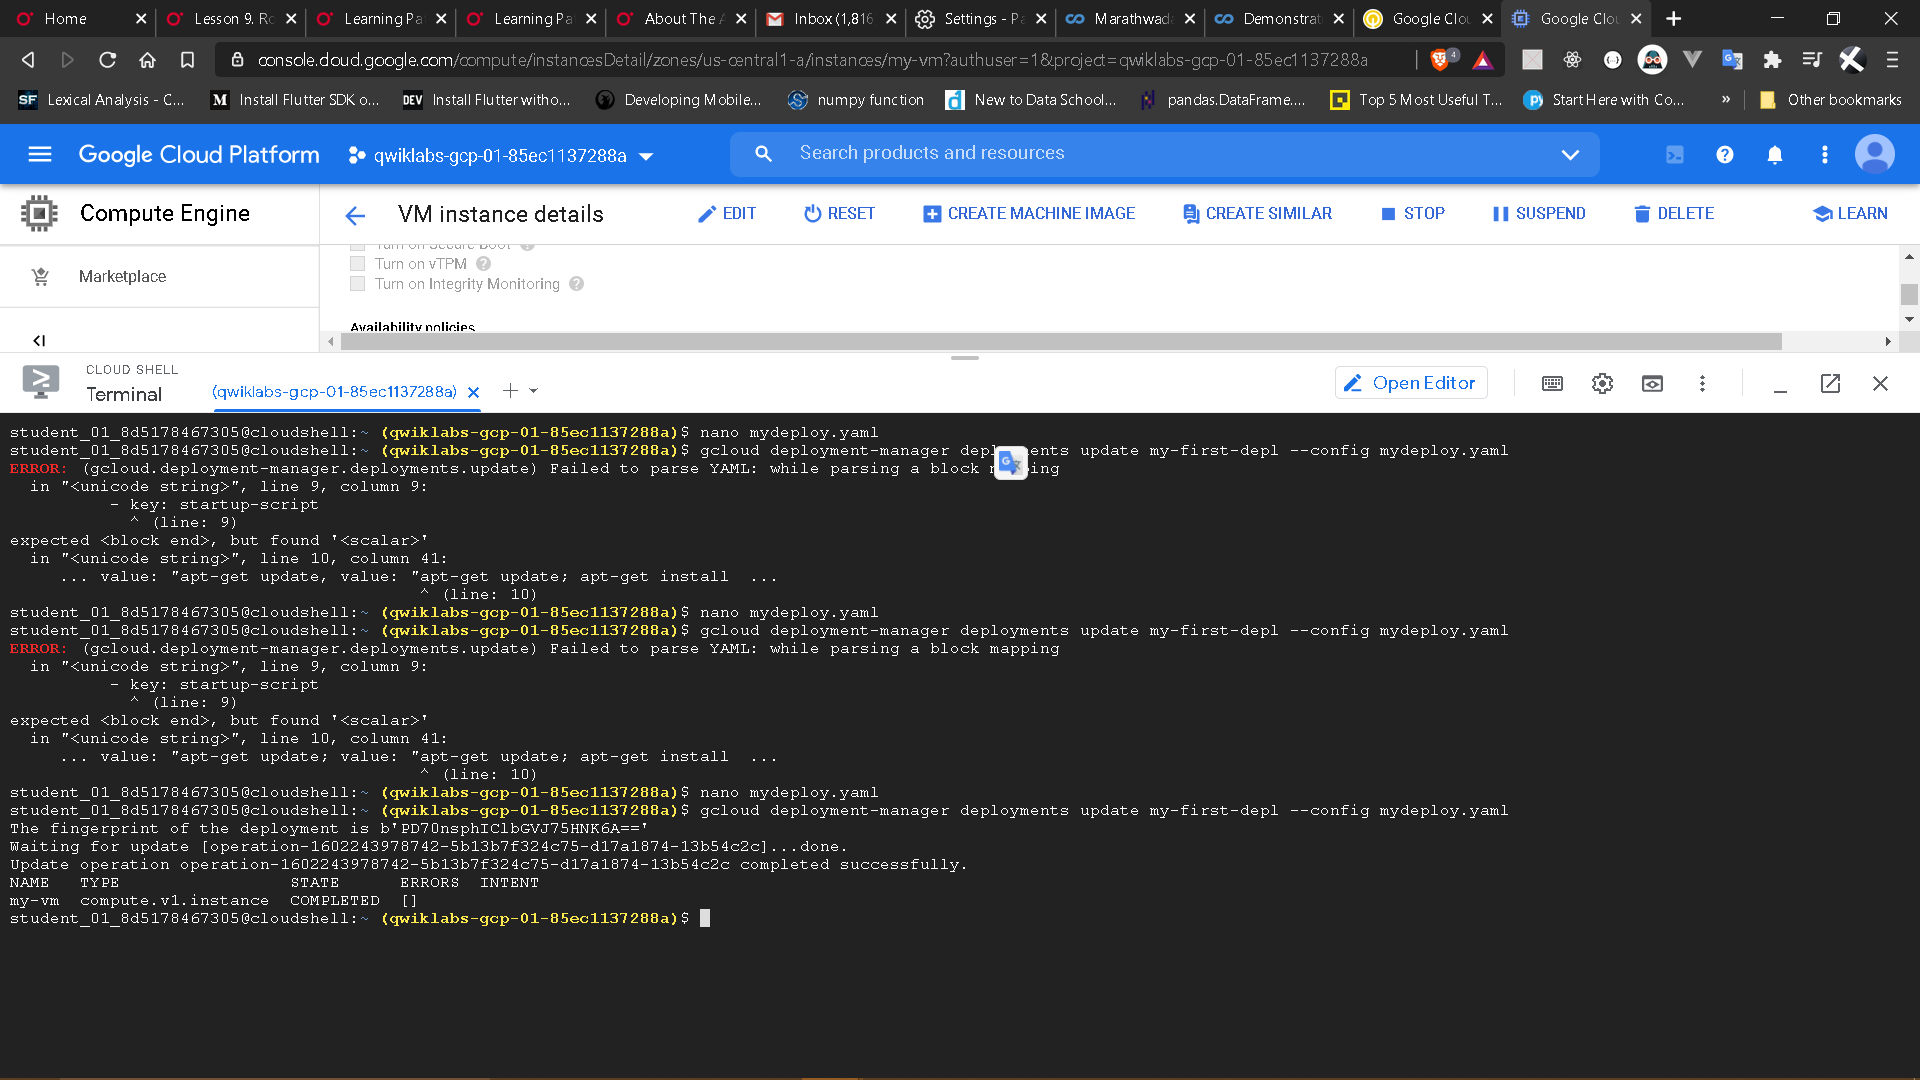 Home
Lesson 9. Ro
Learning Pa
Learning Pa
About The A
Inbox (1,816
Settings - Pa
Marathwad
Demonstrat
Google Clou
Google Clou
console.cloud.google.com/compute/instancesDetail/zones/us-central1-a/instances/my-vm?authuser=1&project=qwiklabs-gcp-01-85ec1137288a
4
SF Lexical Analysis - C...
M Install Flutter SDK o...
DEV Install Flutter witho...
Developing Mobile...
numpy function
d New to Data School...
pandas.DataFrame....
Top 5 Most Useful T...
Start Here with Co...
»
Other bookmarks
Google Cloud Platform
qwiklabs-gcp-01-85ec1137288a
Search products and resources
Compute Engine
VM instance details
EDIT
RESET
CREATE MACHINE IMAGE
CREATE SIMILAR
STOP
SUSPEND
DELETE
LEARN
Marketplace
Turn on Secure Boot
Turn on vTPM
Turn on Integrity Monitoring
Availability policies
CLOUD SHELL
Terminal
(qwiklabs-gcp-01-85ec1137288a)
Open Editor
student_01_8d5178467305@cloudshell:~ (qwiklabs-gcp-01-85ec1137288a)$ nano mydeploy.yaml
student_01_8d5178467305@cloudshell:~ (qwiklabs-gcp-01-85ec1137288a)$ gcloud deployment-manager deployments update my-first-depl --config mydeploy.yaml
ERROR: (gcloud.deployment-manager.deployments.update) Failed to parse YAML: while parsing a block mapping
in "<unicode string>", line 9, column 9:
- key: startup-script
^ (line: 9)
expected <block end>, but found '<scalar>'
in "<unicode string>", line 10, column 41:
... value: "apt-get update, value: "apt-get update; apt-get install ...
^ (line: 10)
student_01_8d5178467305@cloudshell:~ (qwiklabs-gcp-01-85ec1137288a)$ nano mydeploy.yaml
student_01_8d5178467305@cloudshell:~ (qwiklabs-gcp-01-85ec1137288a)$ gcloud deployment-manager deployments update my-first-depl --config mydeploy.yaml
ERROR: (gcloud.deployment-manager.deployments.update) Failed to parse YAML: while parsing a block mapping
in "<unicode string>", line 9, column 9:
- key: startup-script
^ (line: 9)
expected <block end>, but found '<scalar>'
in "<unicode string>", line 10, column 41:
... value: "apt-get update; value: "apt-get update; apt-get install ...
^ (line: 10)
student_01_8d5178467305@cloudshell:~ (qwiklabs-gcp-01-85ec1137288a)$ nano mydeploy.yaml
student_01_8d5178467305@cloudshell:~ (qwiklabs-gcp-01-85ec1137288a)$ gcloud deployment-manager deployments update my-first-depl --config mydeploy.yaml
The fingerprint of the deployment is b'PD70nsphIClbGVJ75HNK6A=='
Waiting for update [operation-1602243978742-5b13b7f324c75-d17a1874-13b54c2c]...done.
Update operation operation-1602243978742-5b13b7f324c75-d17a1874-13b54c2c completed successfully.
NAME TYPE STATE ERRORS INTENT
my-vm compute.v1.instance COMPLETED []
student_01_8d5178467305@cloudshell:~ (qwiklabs-gcp-01-85ec1137288a)$